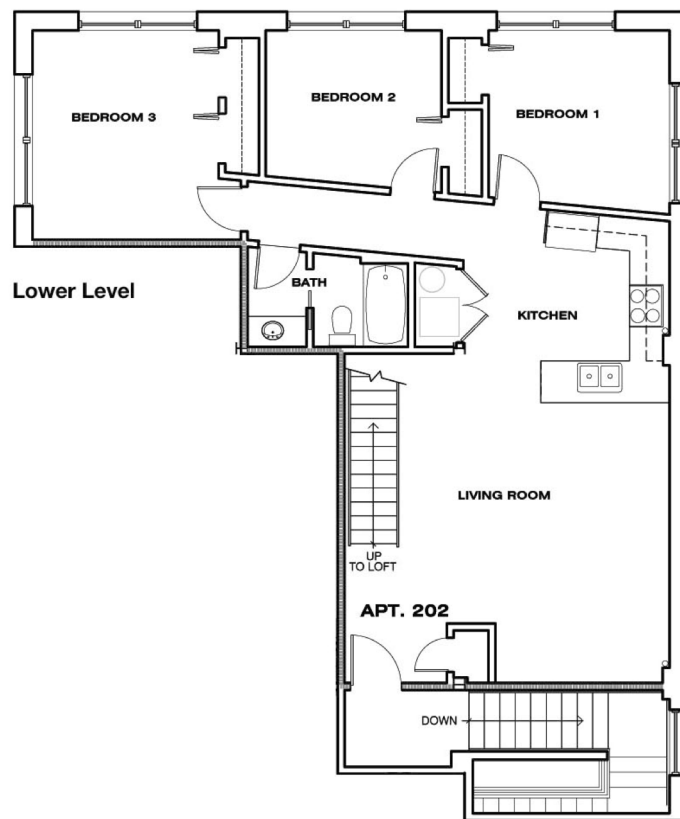 BEDROOM 3
BEDROOM 2
BEDROOM 1
Lower Level
BATH
KITCHEN
LIVING ROOM
UP
TO LOFT
APT. 202
DOWN